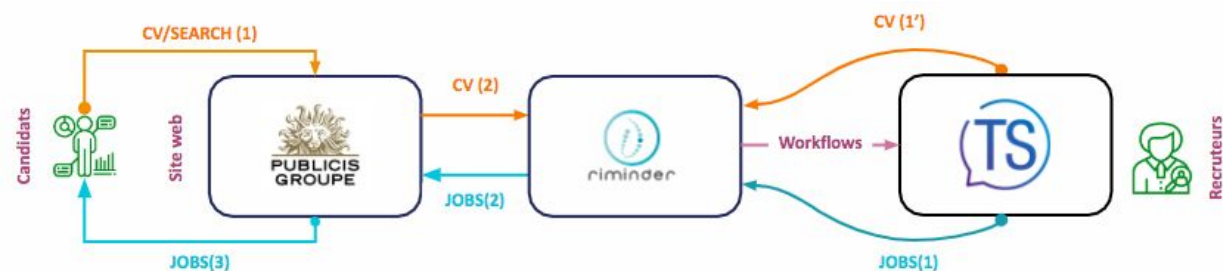 CV/SEARCH (1)
CV (1’)
CV (2)
Candidats
Site web
PUBLICIS
GROUPE
riminder
Workflows
TS
Recruteurs
JOBS(2)
JOBS(3)
JOBS(1)